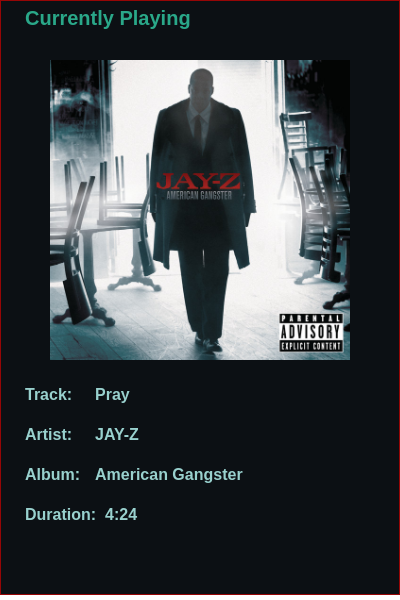 Currently Playing
JAY-Z
AMERICAN GANGSTER
PARENTAL
ADVISORY
EXPLICIT CONTENT
Track: Pray
Artist: JAY-Z
Album: American Gangster
Duration: 4:24